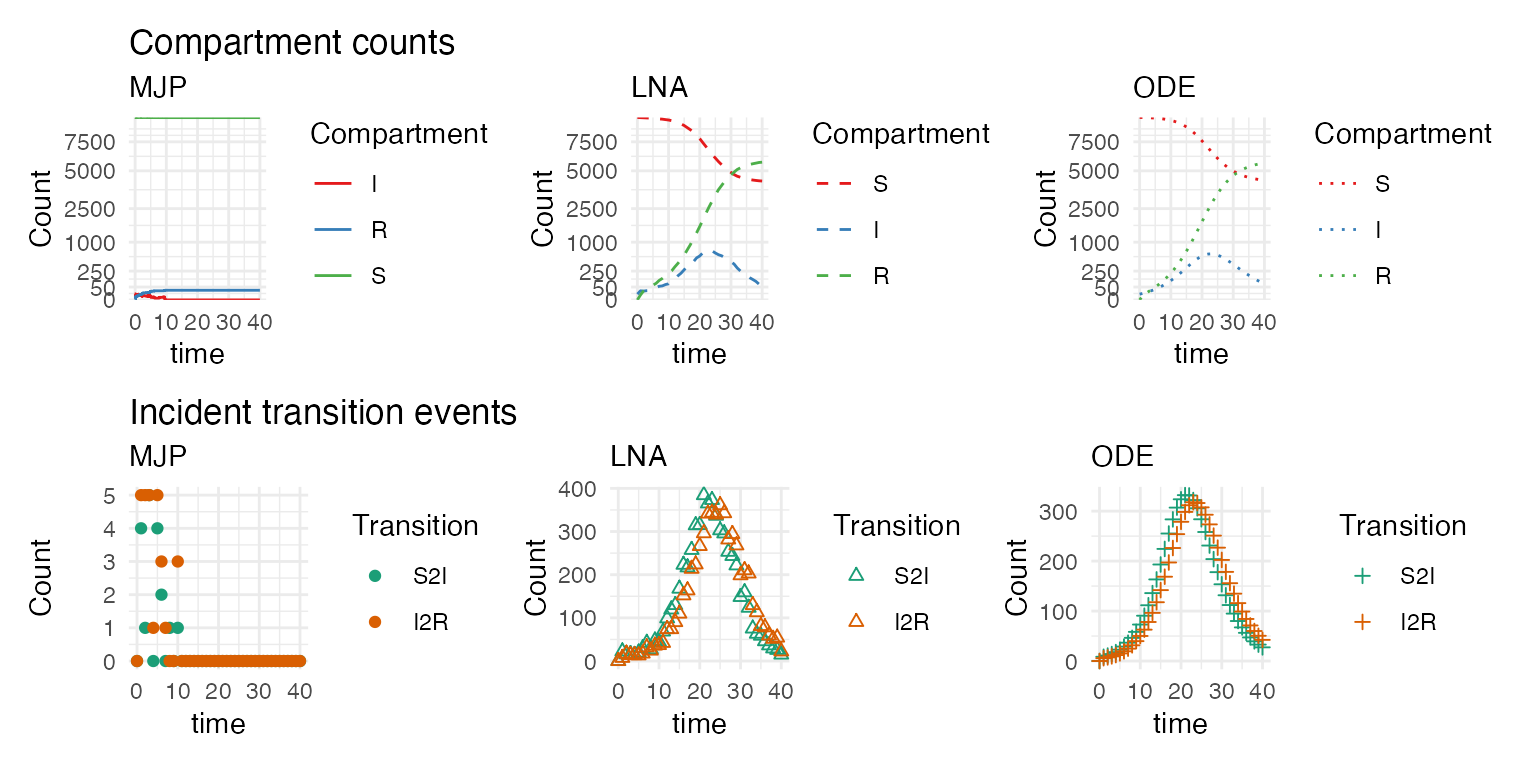 Compartment counts
MJP
LNA
ODE
Count
7500
5000
2500
1000
250
50
0
0 10 20 30 40
time
Compartment
I
R
S
Count
7500
5000
2500
1000
250
50
0
0 10 20 30 40
time
Compartment
S
I
R
Count
7500
5000
2500
1000
250
50
0
0 10 20 30 40
time
Compartment
S
I
R
Incident transition events
MJP
LNA
ODE
Count
5
4
3
2
1
0
0 10 20 30 40
time
Transition
S2I
I2R
Count
400
300
200
100
0
0 10 20 30 40
time
Transition
S2I
I2R
Count
300
200
100
0
0 10 20 30 40
time
Transition
S2I
I2R